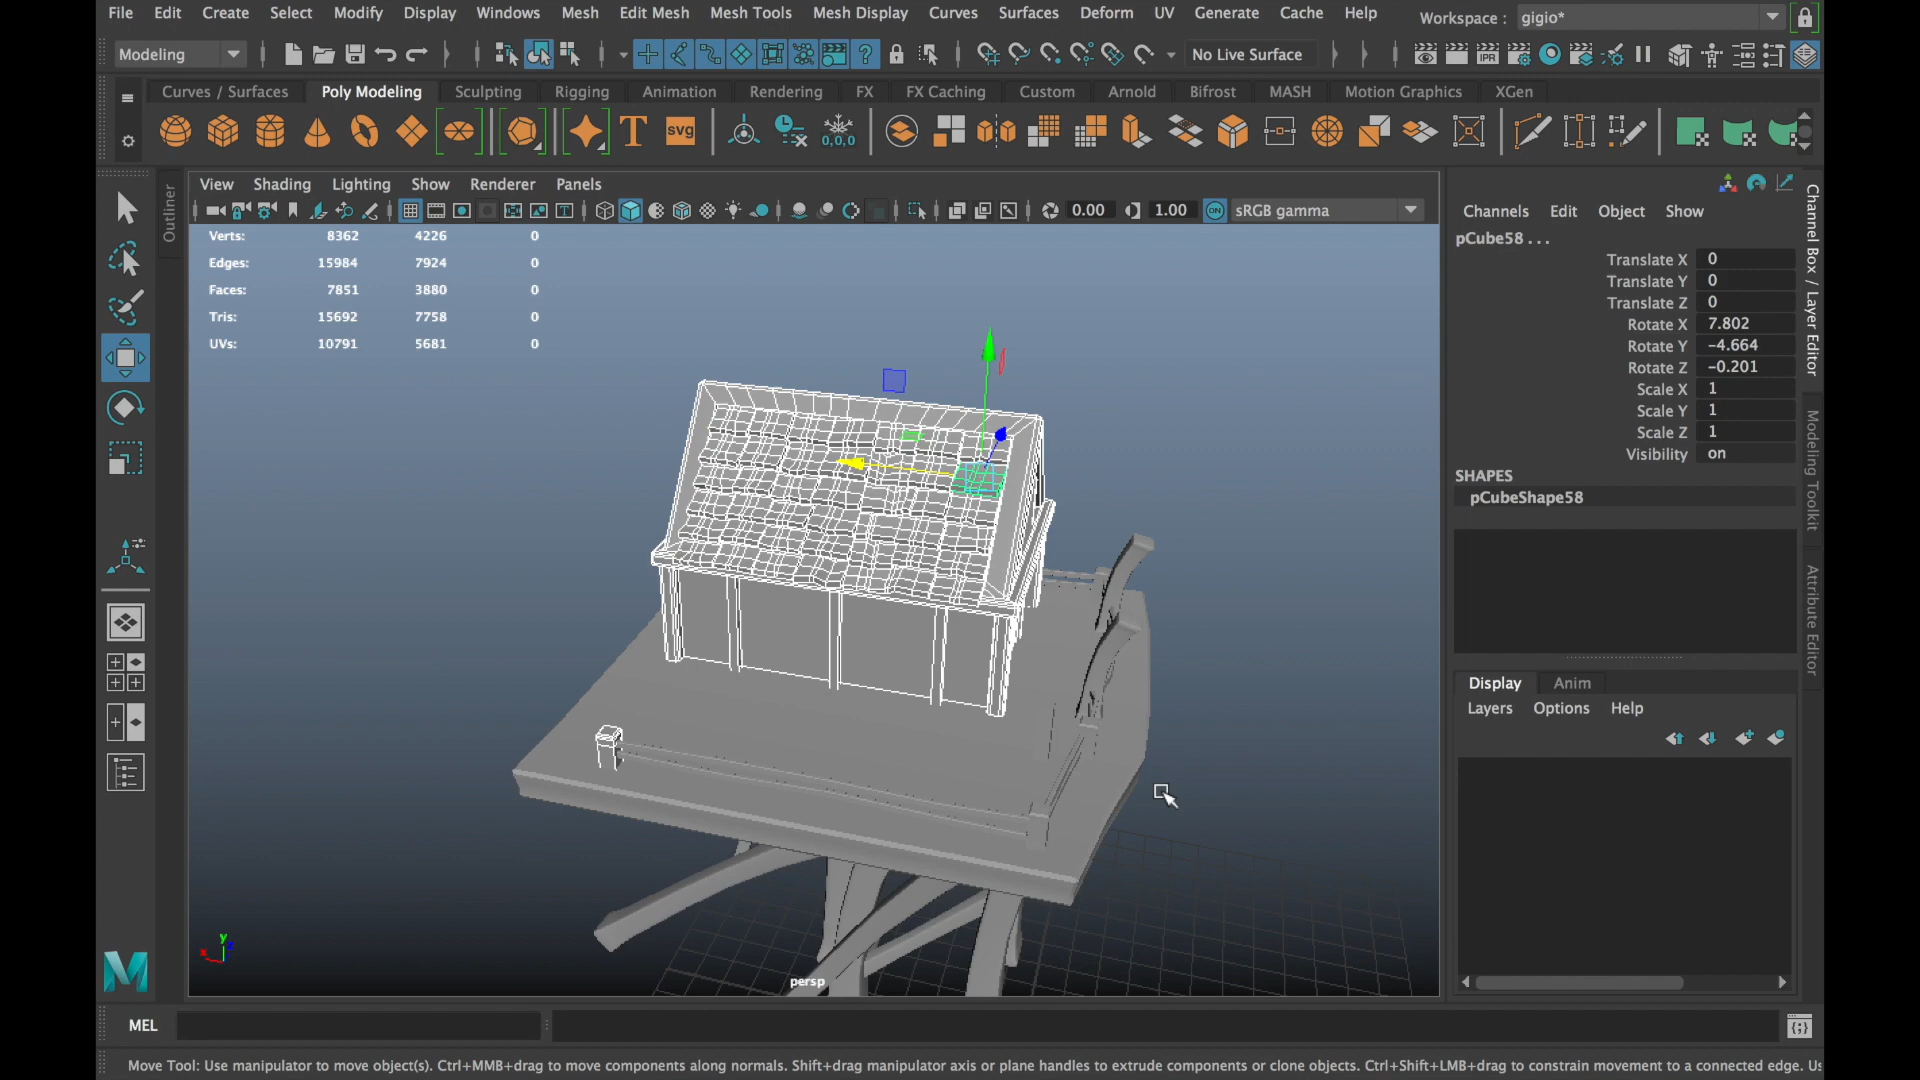 File Edit Create Select Modify Display Windows Mesh Edit Mesh Mesh Tools Mesh Display Curves Surfaces Deform UV Generate Cache Help Workspace : gigio*
Modeling No Live Surface
Curves / Surfaces Poly Modeling Sculpting Rigging Animation Rendering FX FX Caching Custom Arnold Bifrost MASH Motion Graphics XGen
T svg 0,0,0
View Shading Lighting Show Renderer Panels
0.00 1.00 ON sRGB gamma
Outliner
Verts: 8362 4226 0
Edges: 15984 7924 0
Faces: 7851 3880 0
Tris: 15692 7758 0
UVs: 10791 5681 0
persp
Channels Edit Object Show
pCube58 . . .
Translate X 0
Translate Y 0
Translate Z 0
Rotate X 7.802
Rotate Y -4.664
Rotate Z -0.201
Scale X 1
Scale Y 1
Scale Z 1
Visibility on
SHAPES
pCubeShape58
Display Anim
Layers Options Help
Channel Box / Layer Editor
Modeling Toolkit
Attribute Editor
MEL
Move Tool: Use manipulator to move object(s). Ctrl+MMB+drag to move components along normals. Shift+drag manipulator axis or plane handles to extrude components or clone objects. Ctrl+Shift+LMB+drag to constrain movement to a connected edge.